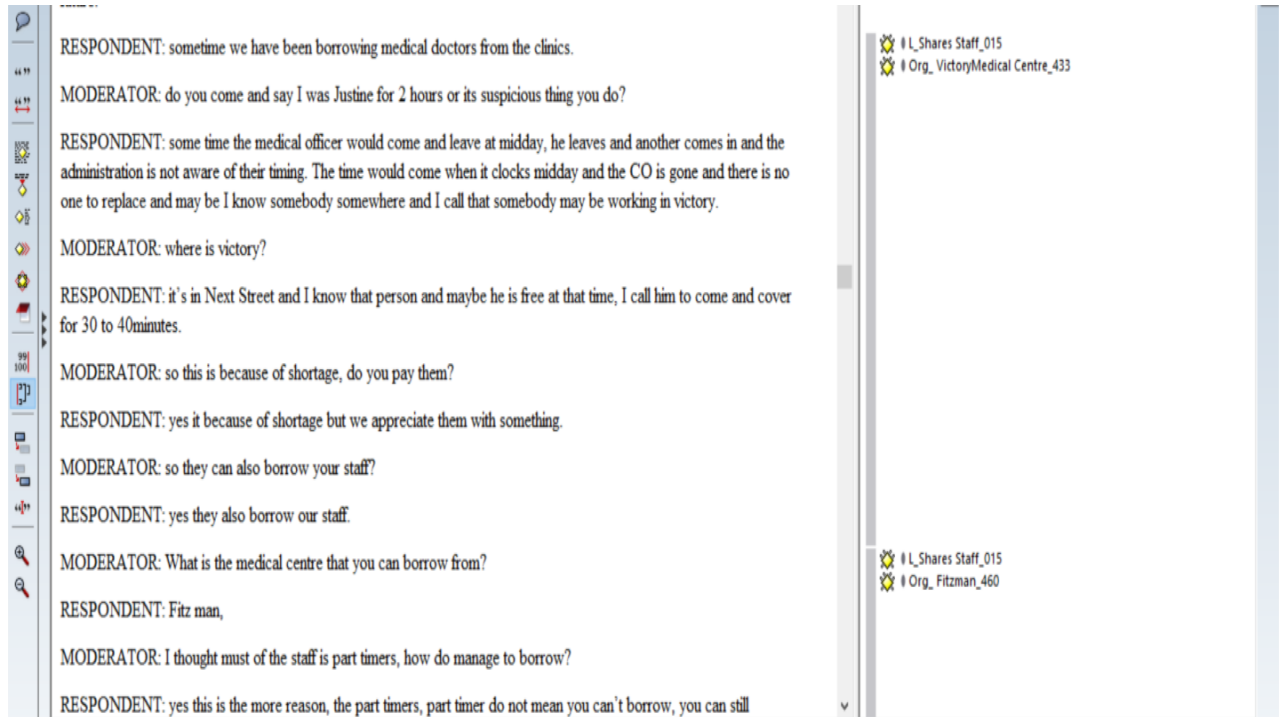 RESPONDENT: sometime we have been borrowing medical doctors from the clinics.
MODERATOR: do you come and say I was Justine for 2 hours or its suspicious thing you do?
RESPONDENT: some time the medical officer would come and leave at midday, he leaves and another comes in and the
administration is not aware of their timing. The time would come when it clocks midday and the CO is gone and there is no
one to replace and may be I know somebody somewhere and I call that somebody may be working in victory.
MODERATOR: where is victory?
RESPONDENT: it's in Next Street and I know that person and maybe he is free at that time, I call him to come and cover
for 30 to 40minutes.
MODERATOR: so this is because of shortage, do you pay them?
RESPONDENT: yes it because of shortage but we appreciate them with something.
MODERATOR: so they can also borrow your staff?
RESPONDENT: yes they also borrow our staff.
MODERATOR: What is the medical centre that you can borrow from?
RESPONDENT: Fitz man,
MODERATOR: I thought must of the staff is part timers, how do manage to borrow?
RESPONDENT: yes this is the more reason, the part timers, part timer do not mean you can't borrow, you can still
L_Shares Staff_015
Org_ VictoryMedical Centre_433
L_Shares Staff_015
Org_ Fitzman_460
99
100